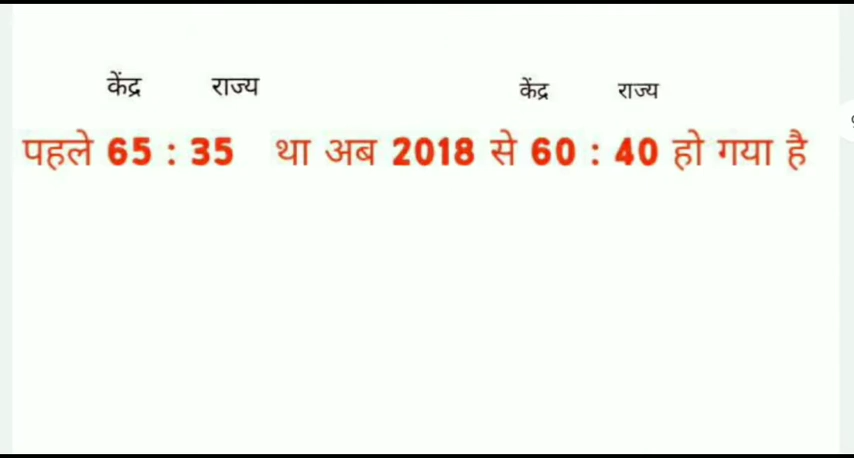 केंद्र राज्य केंद्र राज्य
पहले 65 : 35 था अब 2018 से 60 : 40 हो गया है